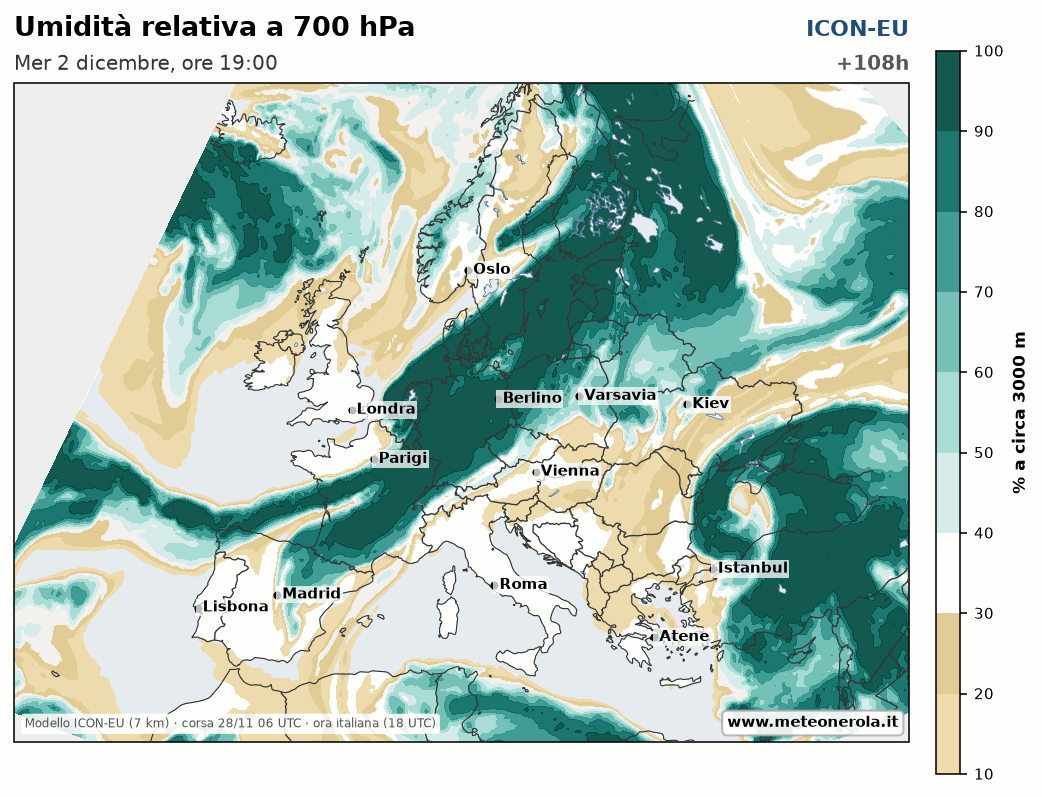 Umidità relativa a 700 hPa
ICON-EU
Mer 2 dicembre, ore 19:00
+108h
100
90
80
70
60
50
40
30
20
10
% a circa 3000 m
Oslo
Berlino
Varsavia
Kiev
Londra
Parigi
Vienna
Istanbul
Roma
Madrid
Lisbona
Atene
Modello ICON-EU (7 km) · corsa 28/11 06 UTC · ora italiana (18 UTC)
www.meteonerola.it